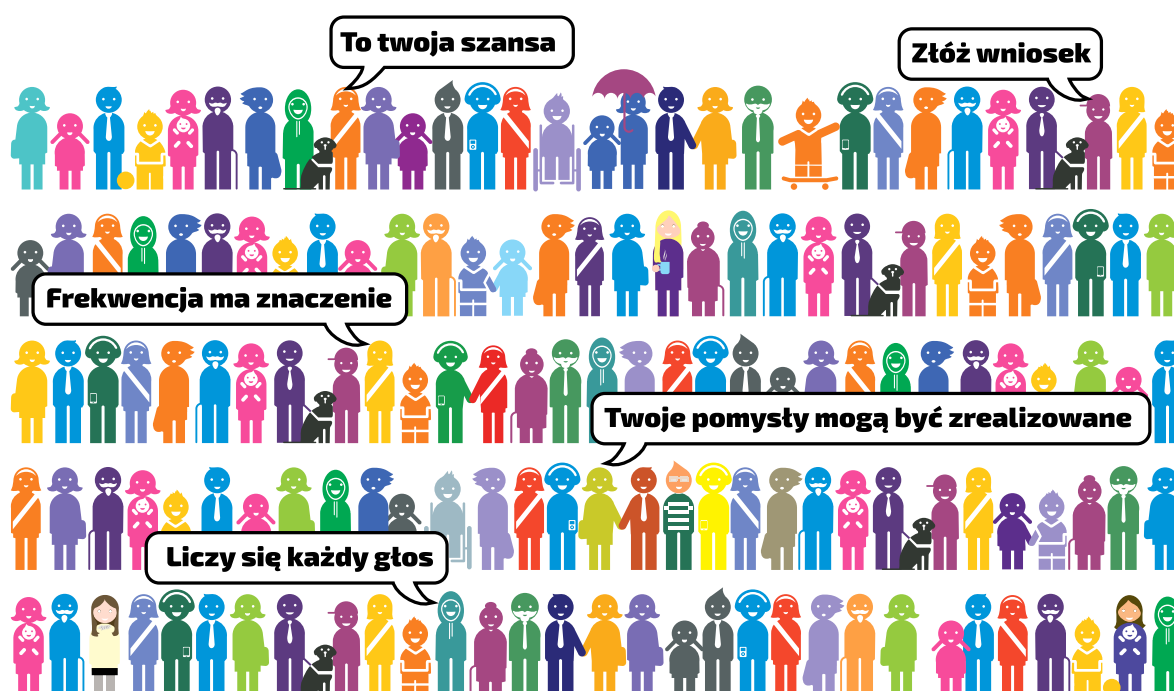 To twoja szansa
Złóż wniosek
Frekwencja ma znaczenie
Twoje pomysły mogą być zrealizowane
Liczy się każdy głos